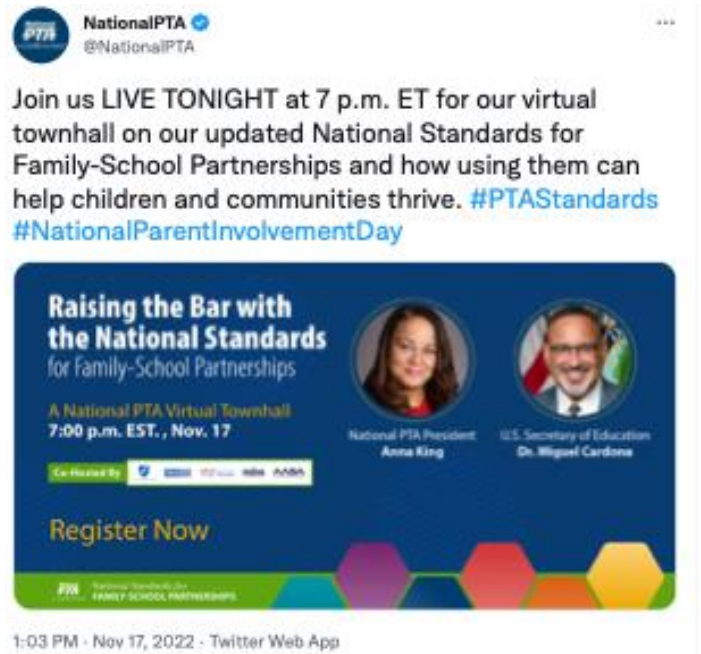 NationalPTA
@NationalPTA
Join us LIVE TONIGHT at 7 p.m. ET for our virtual
townhall on our updated National Standards for
Family-School Partnerships and how using them can
help children and communities thrive. #PTAStandards
#NationalParentInvolvementDay
Raising the Bar with
the National Standards
for Family-School Partnerships
A National PTA Virtual Townhall
7:00 p.m. EST., Nov. 17
National PTA President
Anna King
U.S. Secretary of Education
Dr. Miguel Cardona
Co-Hosted By
Register Now
PTA
National Standards for
FAMILY-SCHOOL PARTNERSHIPS
1:03 PM · Nov 17, 2022 · Twitter Web App